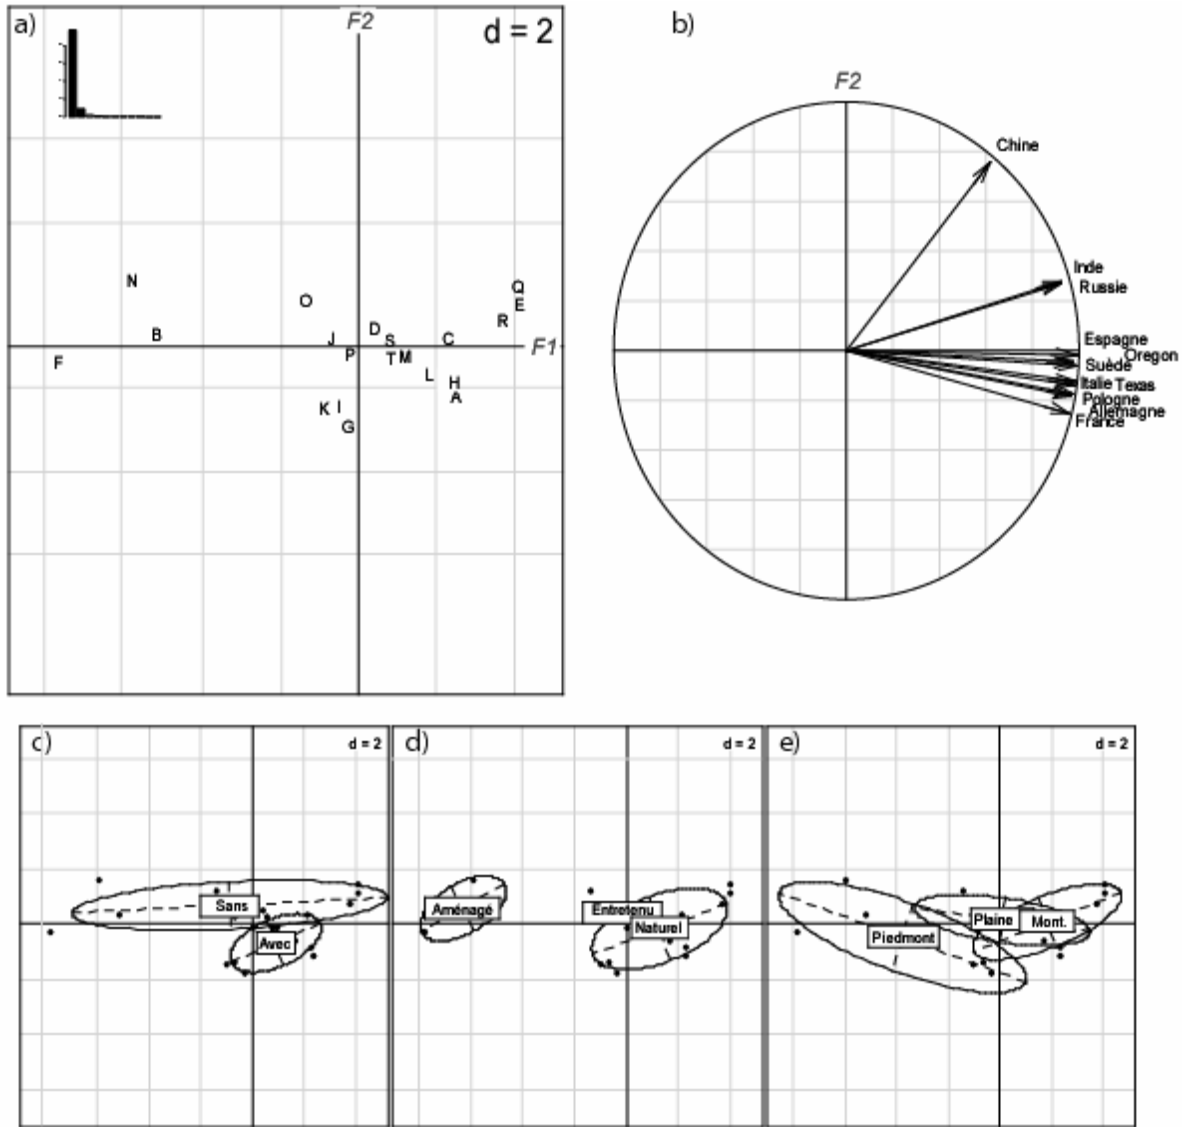 a)
F2
d = 2
b)
F2
Chine
N
Q
O
E
R
Inde
Russie
D
B
J
S
C
F1
P
T
M
F
L
H
A
K
I
G
Espagne
Oregon
Suède
Italie
Texas
Pologne
Allemagne
France
c)
d = 2
d)
d = 2
e)
d = 2
Sans
Avec
Aménagé
Entretenu
Naturel
Piedmont
Plaine
Mont.